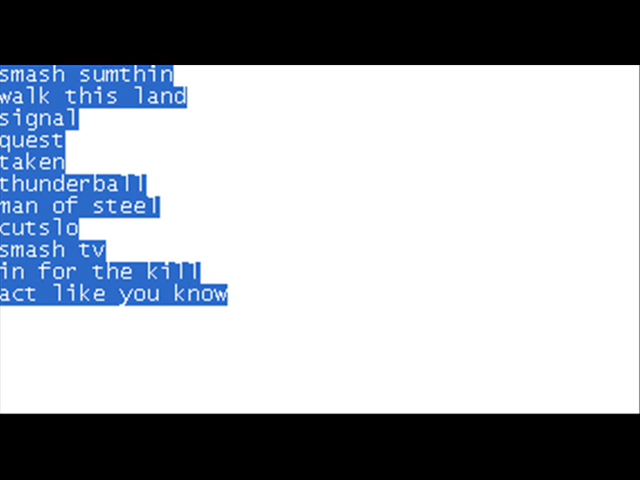 smash sumthin
walk this land
signal
quest
taken
thunderball
man of steel
cutslo
smash tv
in for the kill
act like you know